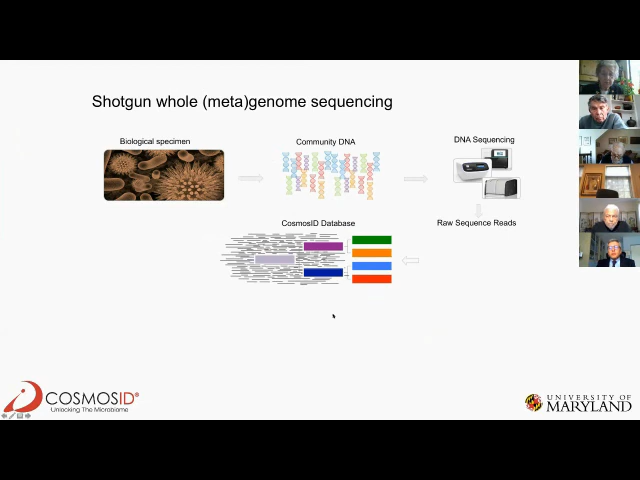 Shotgun whole (meta)genome sequencing
Biological specimen
Community DNA
DNA Sequencing
CosmosID Database
Raw Sequence Reads
COSMOSID®
Unlocking The Microbiome
UNIVERSITY OF
MARYLAND